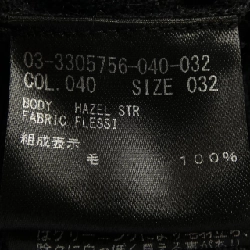 03-3305756-040-032
COL.040 SIZE 032
BODY HAZEL STR
FABRIC FLESSI
組成表示
毛 100%